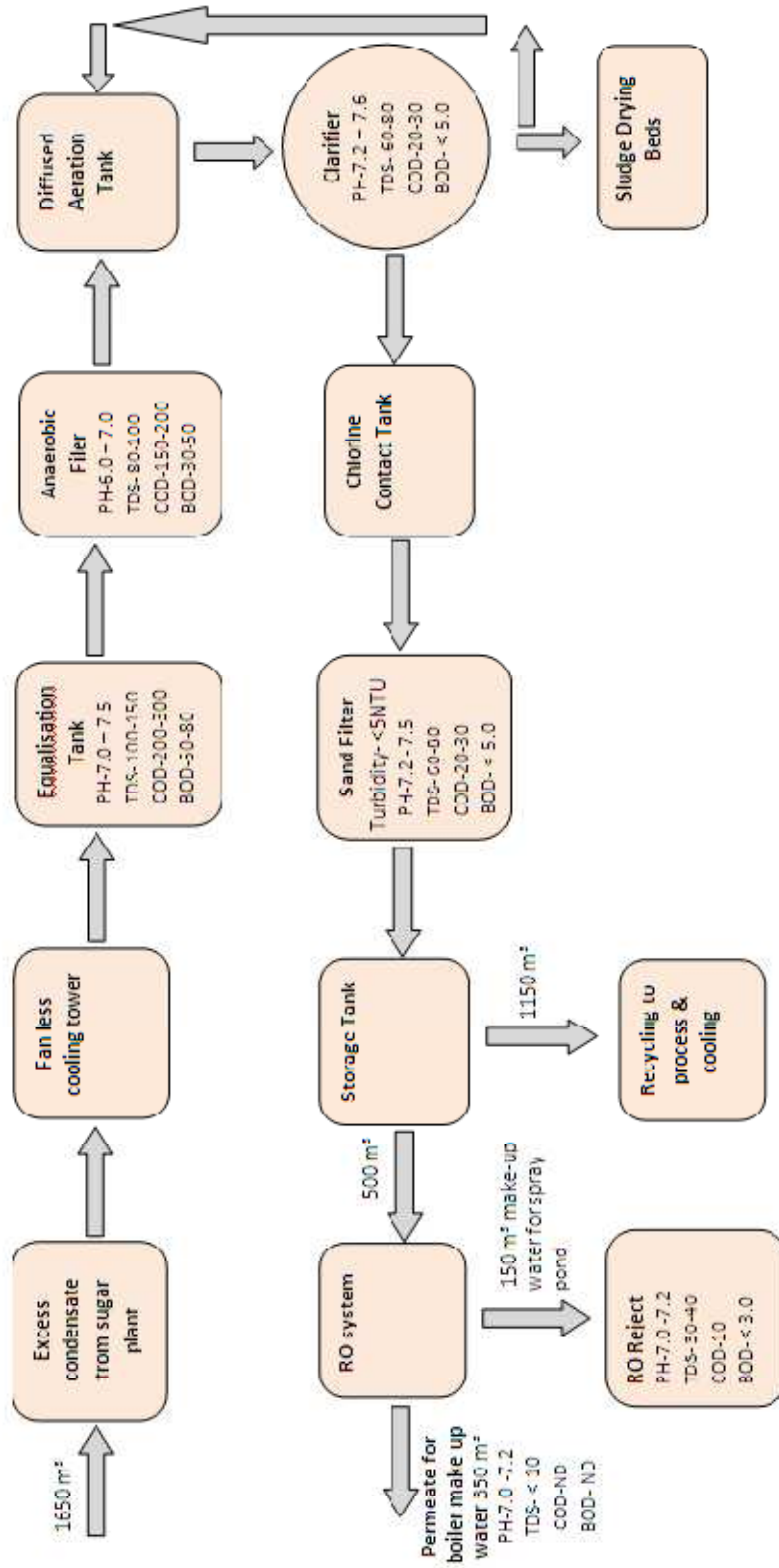 1650 m³
Excess
condensate
from sugar
plant
Fan less
cooling tower
Equalisation
Tank
PH-7.0 – 7.5
TDS-100-150
COD-200-300
BOD-50-80
Anaerobic
Filer
PH-6.0 – 7.0
TDS- 80-100
COD-150-200
BOD-30-50
Diffused
Aeration
Tank
Clarifier
PH-7.2 – 7.6
TDS- 60-80
COD-20-30
BOD- < 5.0
Sludge Drying
Beds
Chlorine
Contact Tank
Sand Filter
Turbidity- <5NTU
PH-7.2 - 7.5
TDS- 60-80
COD-20-30
BOD- < 5.0
Storage Tank
1150 m³
Recycling to
process &
cooling
500 m³
RO system
150 m³ make-up
water for spray
pond
RO Reject
PH-7.0 -7.2
TDS- 30-40
COD-10
BOD- < 3.0
Permeate for
boiler make up
water 350 m³
PH-7.0 -7.2
TDS- < 10
COD-ND
BOD- ND